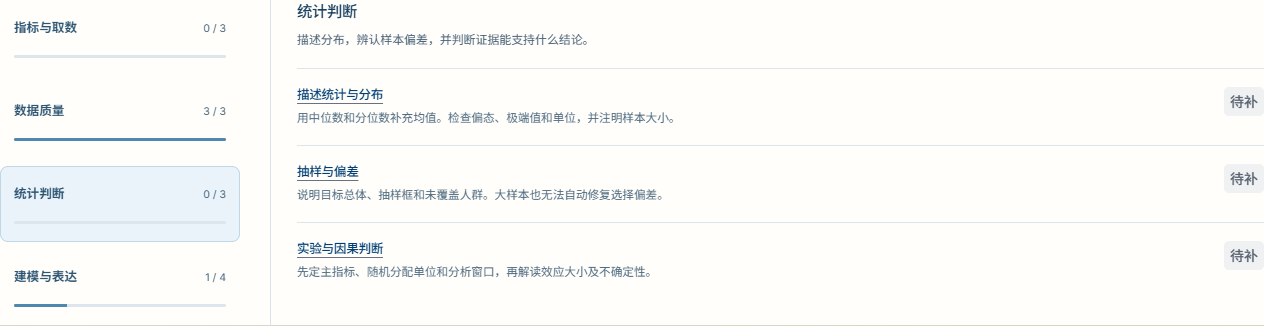 指标与取数 0 / 3
数据质量 3 / 3
统计判断 0 / 3
建模与表达 1 / 4
统计判断
描述分布，辨认样本偏差，并判断证据能支持什么结论。
描述统计与分布 待补
用中位数和分位数补充均值。检查偏态、极端值和单位，并注明样本大小。
抽样与偏差 待补
说明目标总体、抽样框和未覆盖人群。大样本也无法自动修复选择偏差。
实验与因果判断 待补
先定主指标、随机分配单位和分析窗口，再解读效应大小及不确定性。